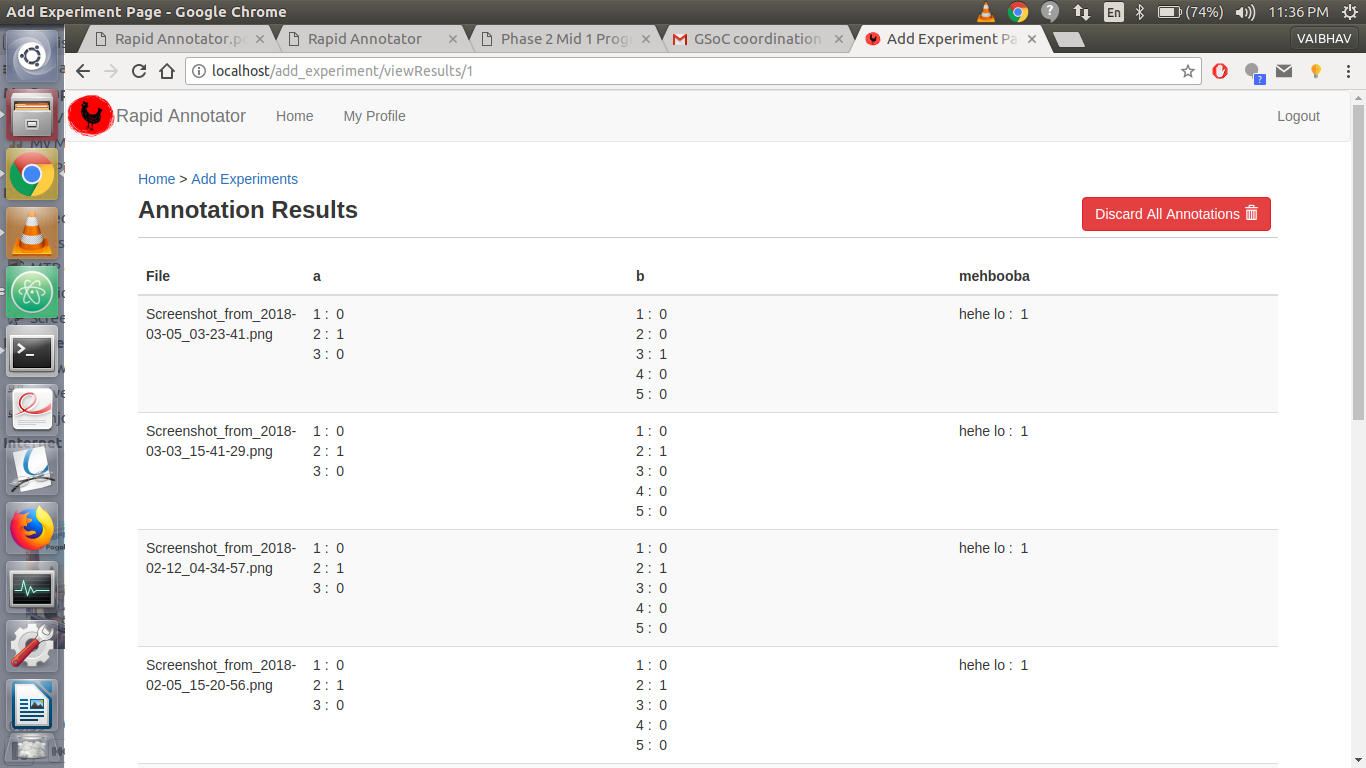 Add Experiment Page - Google Chrome
En (74%) 11:36 PM
Rapid Annotator.po
Rapid Annotator
Phase 2 Mid 1 Prog
GSoC coordination
Add Experiment Pa
VAIBHAV
localhost/add_experiment/viewResults/1
Rapid Annotator Home My Profile Logout
Home > Add Experiments
Annotation Results
Discard All Annotations
File a b mehbooba
Screenshot_from_2018- 1 : 0 1 : 0 hehe lo : 1
03-05_03-23-41.png 2 : 1 2 : 0
3 : 0 3 : 1
4 : 0
5 : 0
Screenshot_from_2018- 1 : 0 1 : 0 hehe lo : 1
03-03_15-41-29.png 2 : 1 2 : 1
3 : 0 3 : 0
4 : 0
5 : 0
Screenshot_from_2018- 1 : 0 1 : 0 hehe lo : 1
02-12_04-34-57.png 2 : 1 2 : 1
3 : 0 3 : 0
4 : 0
5 : 0
Screenshot_from_2018- 1 : 0 1 : 0 hehe lo : 1
02-05_15-20-56.png 2 : 1 2 : 1
3 : 0 3 : 0
4 : 0
5 : 0